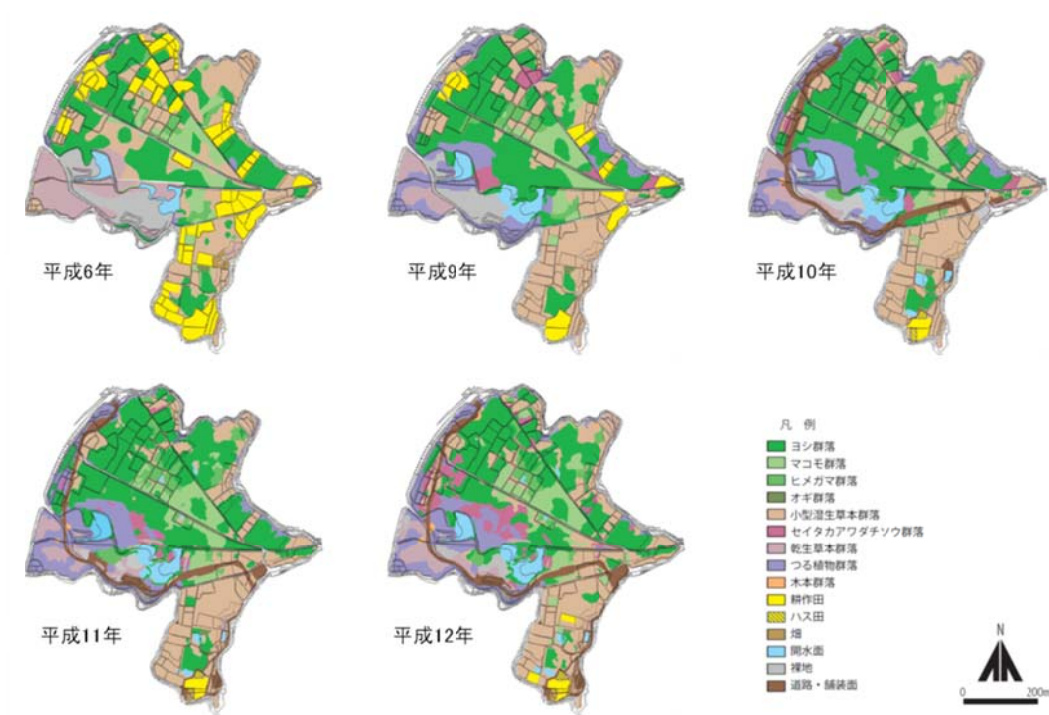 平成6年
平成9年
平成10年
平成11年
平成12年
凡 例
ヨシ群落
マコモ群落
ヒメガマ群落
オギ群落
小型湿生草本群落
セイタカアワダチソウ群落
乾生草本群落
つる植物群落
木本群落
耕作田
ハス田
畑
開水面
裸地
道路・舗装面
N
0 200m